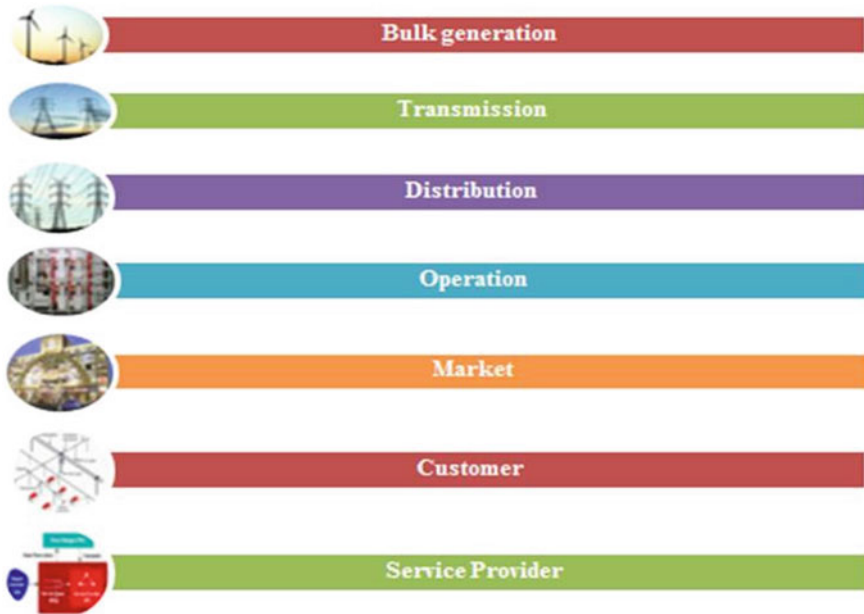 Bulk generation
Transmission
Distribution
Operation
Market
Customer
Service Provider